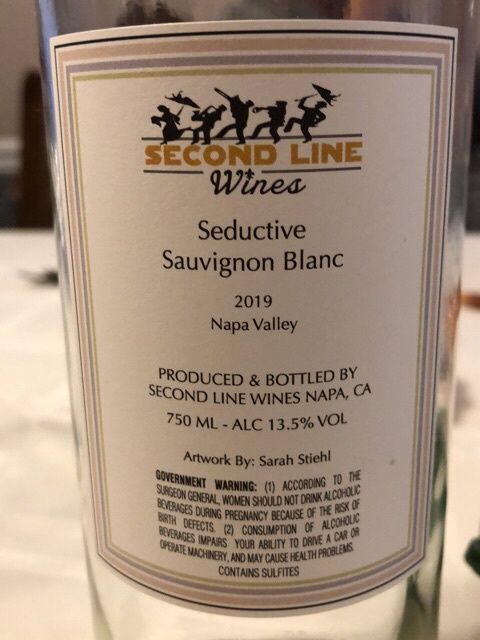 SECOND LINE
Wines
Seductive
Sauvignon Blanc
2019
Napa Valley
PRODUCED & BOTTLED BY
SECOND LINE WINES NAPA, CA
750 ML - ALC 13.5% VOL
Artwork By: Sarah Stiehl
GOVERNMENT WARNING: (1) ACCORDING TO THE
SURGEON GENERAL, WOMEN SHOULD NOT DRINK ALCOHOLIC
BEVERAGES DURING PREGNANCY BECAUSE OF THE RISK OF
BIRTH DEFECTS. (2) CONSUMPTION OF ALCOHOLIC
BEVERAGES IMPAIRS YOUR ABILITY TO DRIVE A CAR OR
OPERATE MACHINERY, AND MAY CAUSE HEALTH PROBLEMS.
CONTAINS SULFITES